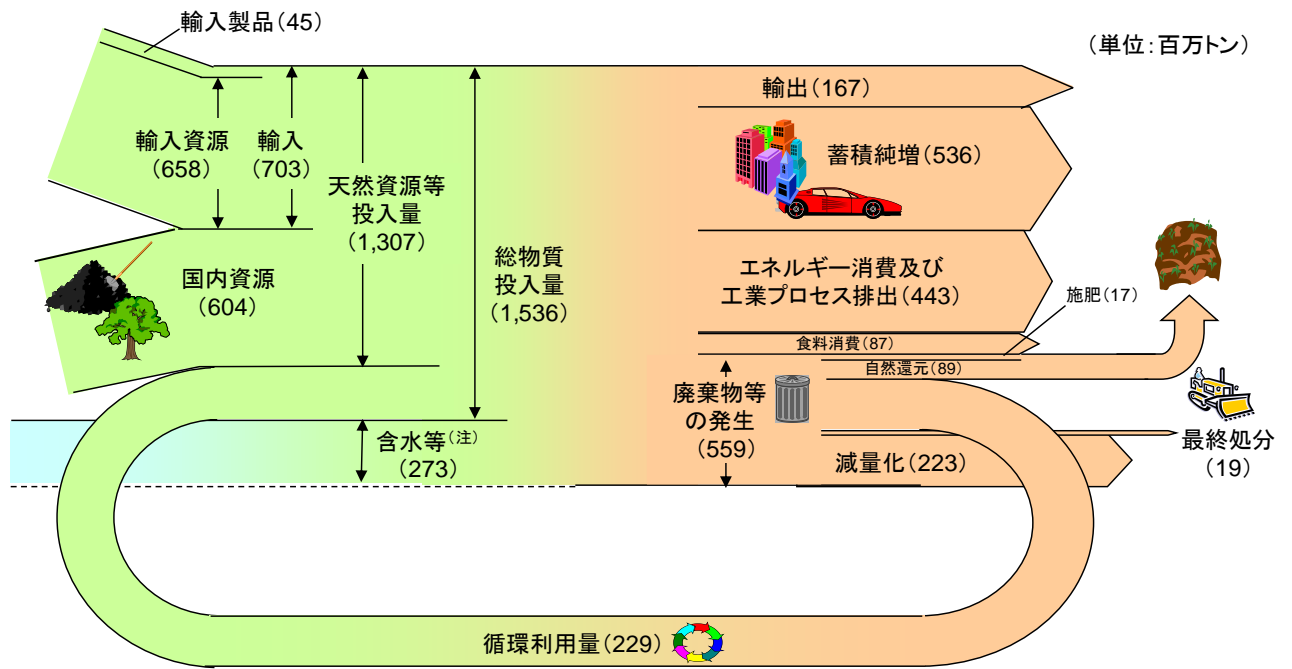 輸入製品(45)
(単位:百万トン)
輸出(167)
輸入資源
(658)
輸入
(703)
蓄積純増(536)
天然資源等
投入量
(1,307)
総物質
投入量
(1,536)
国内資源
(604)
エネルギー消費及び
工業プロセス排出(443)
施肥(17)
食料消費(87)
自然還元(89)
廃棄物等
の発生
(559)
含水等(注)
(273)
減量化(223)
最終処分
(19)
循環利用量(229)